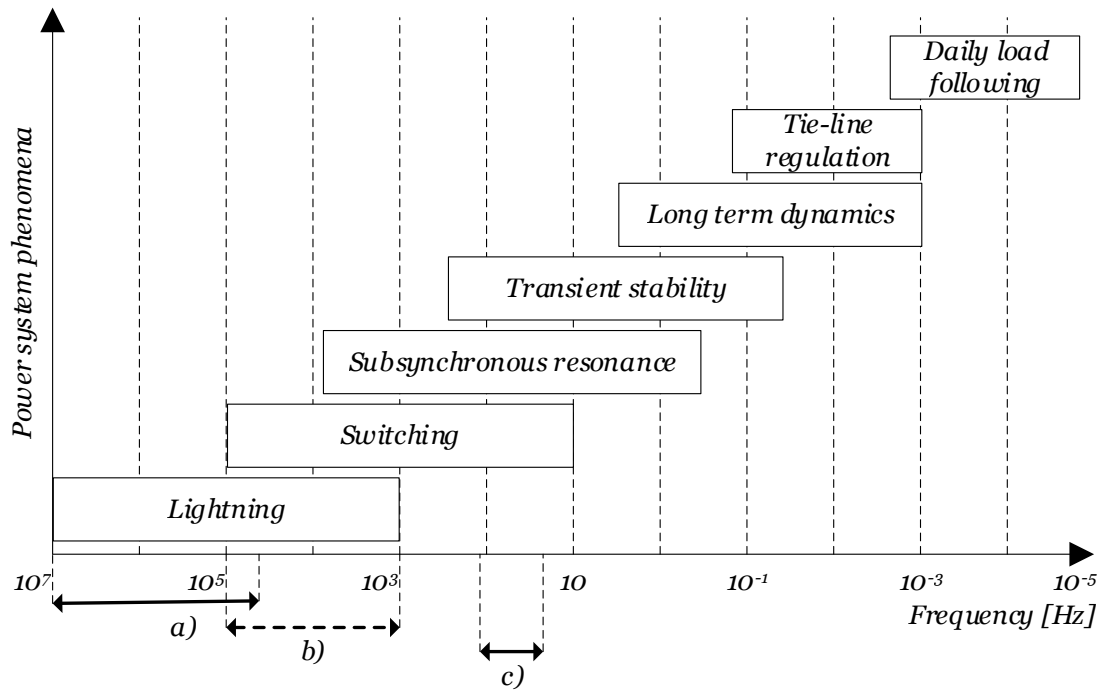 Power system phenomena
Daily load
following
Tie-line
regulation
Long term dynamics
Transient stability
Subsynchronous resonance
Switching
Lightning
10⁷ 10⁵ 10³ 10 10⁻¹ 10⁻³ 10⁻⁵
Frequency [Hz]
a)
b)
c)